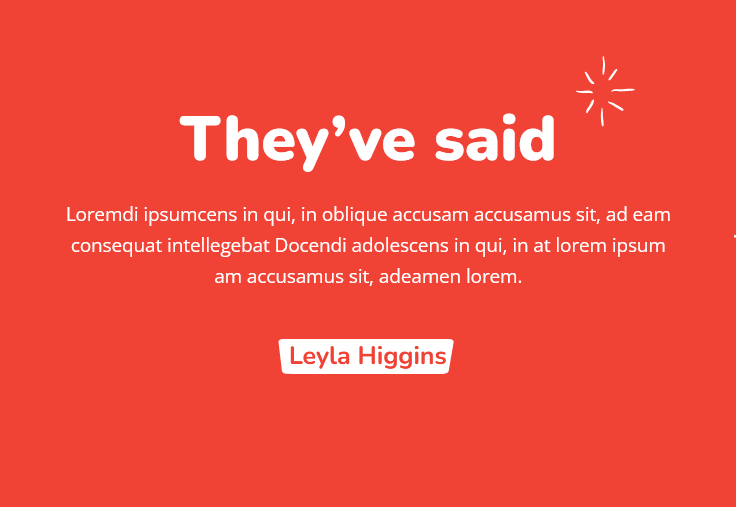 They’ve said
Loremdi ipsumcens in qui, in oblique accusam accusamus sit, ad eam
consequat intellegebat Docendi adolescens in qui, in at lorem ipsum
am accusamus sit, adeamen lorem.
Leyla Higgins